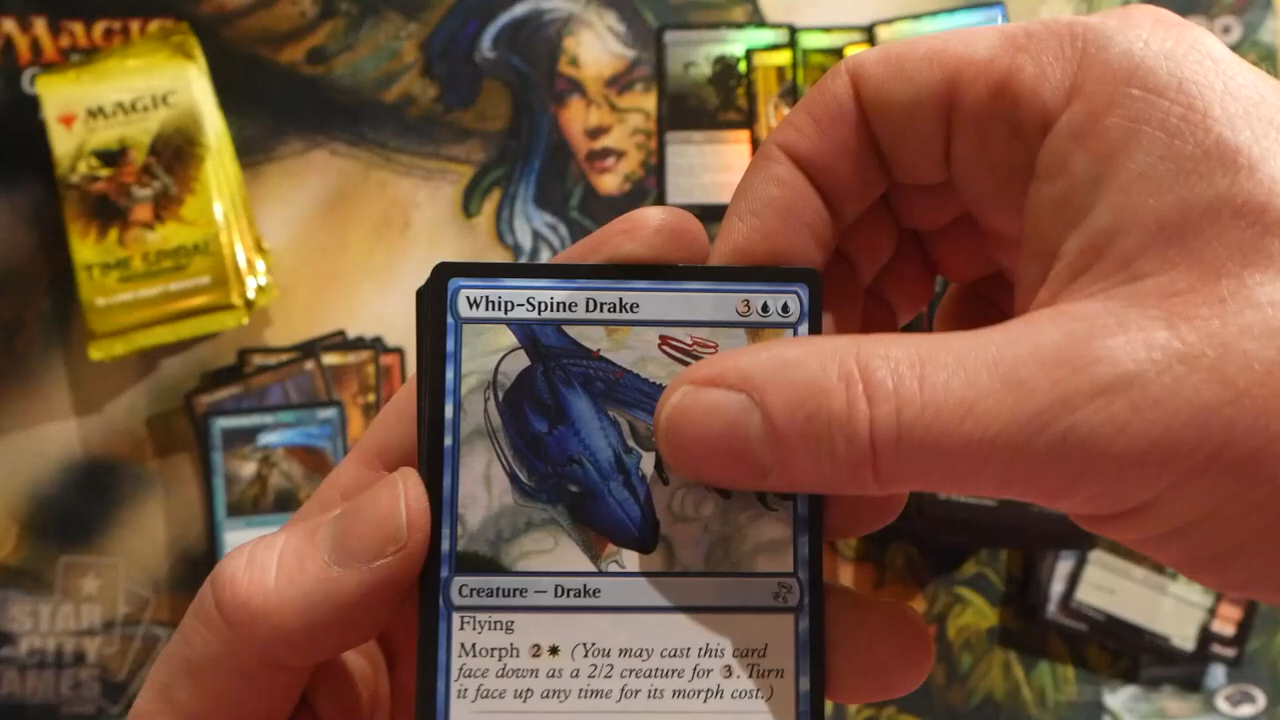 MAGIC
MAGIC
TIME SPIRAL
Whip-Spine Drake 3
Creature — Drake
Flying
Morph 2 (You may cast this card
face down as a 2/2 creature for 3. Turn
it face up any time for its morph cost.)
STAR
CITY
GAMES